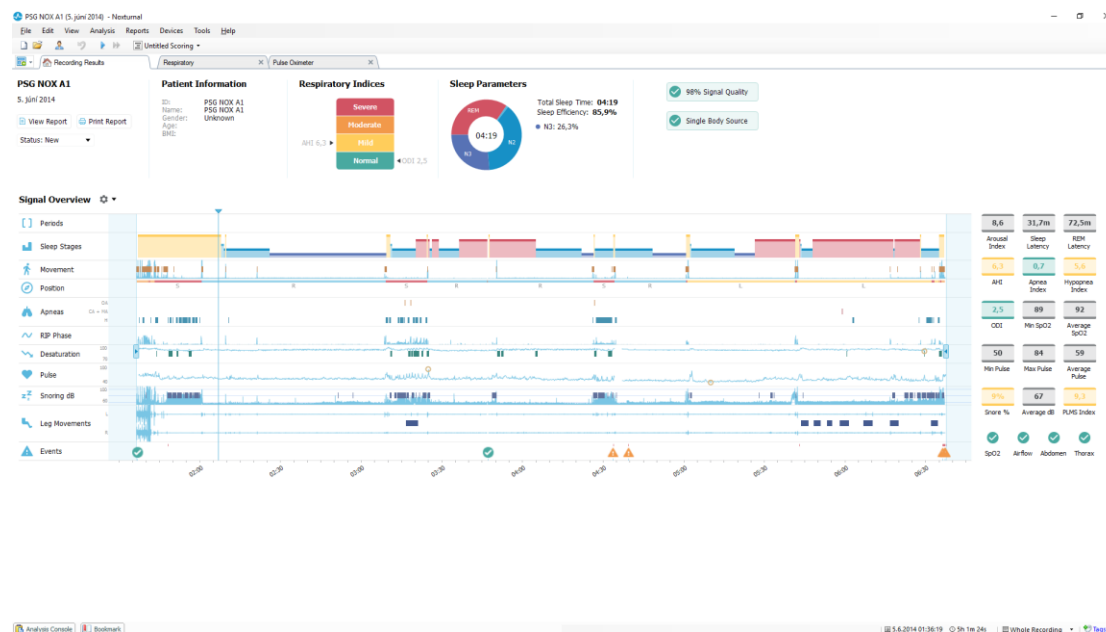 PSG NOX A1 (5. júní 2014) - Noxturnal
File Edit View Analysis Reports Devices Tools Help
Untitled Scoring
Recording Results
Respiratory
Pulse Oximeter
PSG NOX A1
5. júní 2014
View Report Print Report
Status: New
Patient Information
ID: PSG NOX A1
Name: PSG NOX A1
Gender: Unknown
Age:
BMI:
Respiratory Indices
Severe
Moderate
Mild
Normal
AHI 6,3
ODI 2,5
Sleep Parameters
REM
N2
N3
04:19
Total Sleep Time: 04:19
Sleep Efficiency: 85,9%
N3: 26,3%
98% Signal Quality
Single Body Source
Signal Overview
Periods
Sleep Stages
Movement
Position
Apneas
RIP Phase
Desaturation
Pulse
Snoring dB
Leg Movements
Events
02:00 02:30 03:00 03:30 04:00 04:30 05:00 05:30 06:00 06:30
8,6 31,7m 72,5m
Arousal Index
Sleep Latency
REM Latency
6,3 0,7 5,6
AHI
Apnea Index
Hypopnea Index
2,5 89 92
ODI
Min SpO2
Average SpO2
50 84 59
Min Pulse
Max Pulse
Average Pulse
9% 67 9,3
Snore %
Average dB
PLMS Index
SpO2 Airflow Abdomen Thorax
Analysis Console
Bookmark
5.6.2014 01:36:19
5h 1m 24s
Whole Recording
Tags